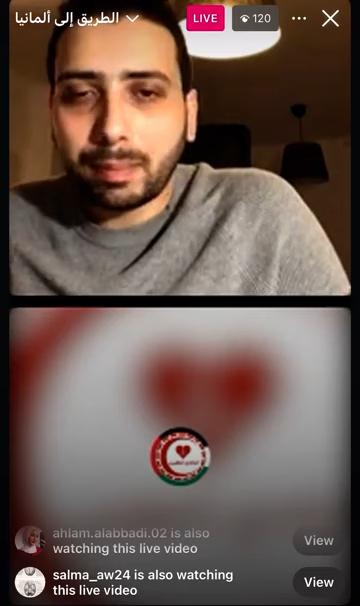 الطريق إلى ألمانيا
LIVE
120
ahlam.alabbadi.02 is also
watching this live video
View
salma_aw24 is also watching
this live video
View